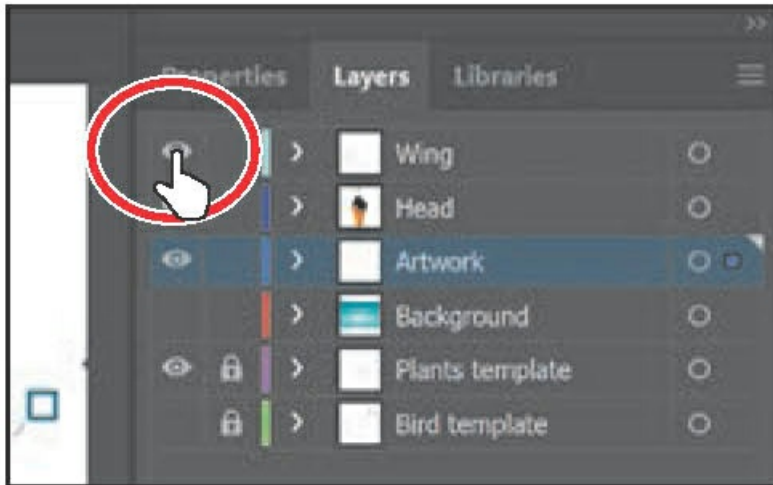 Properties Layers Libraries
Wing
Head
Artwork
Background
Plants template
Bird template